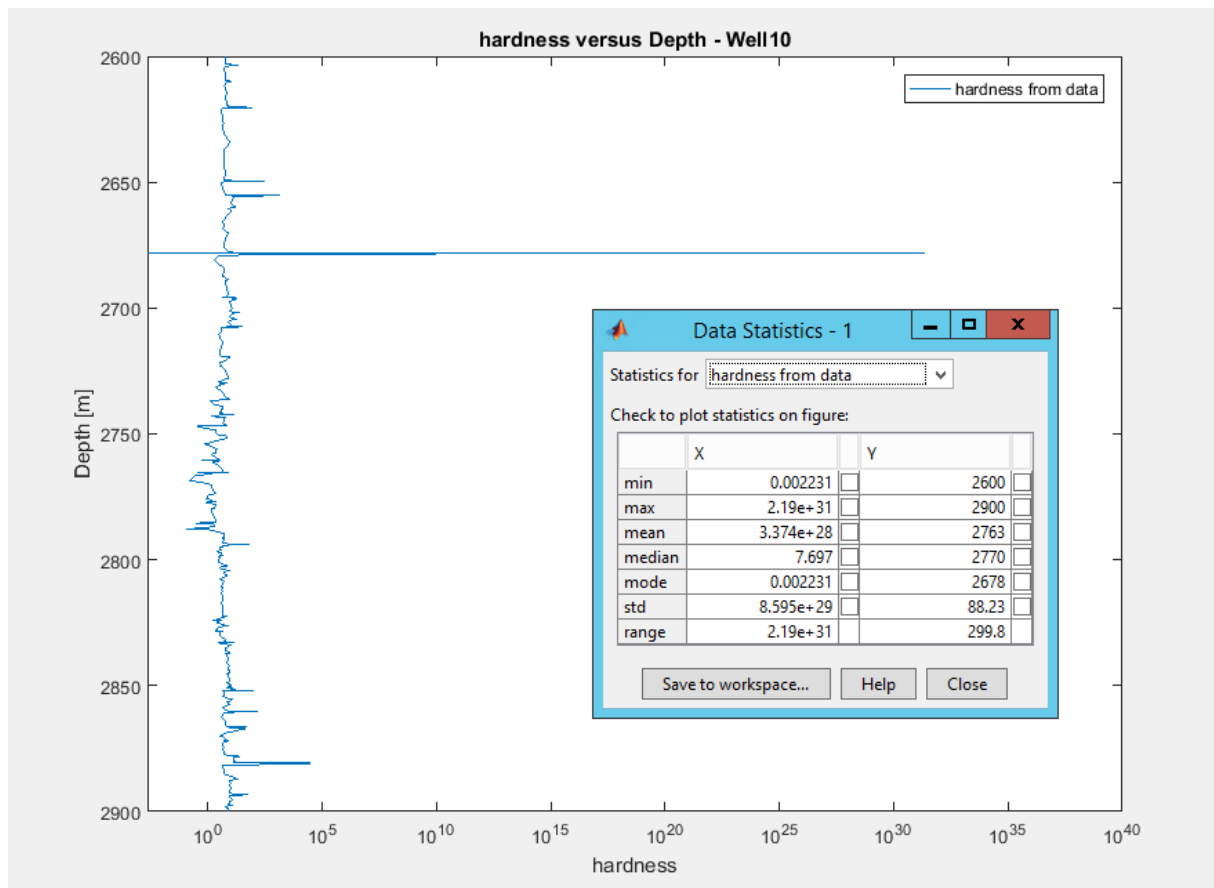 hardness versus Depth - Well10
2600
hardness from data
2650
2700
Data Statistics - 1
Statistics for hardness from data
Check to plot statistics on figure:
X Y
min 0.002231 2600
max 2.19e+31 2900
mean 3.374e+28 2763
median 7.697 2770
mode 0.002231 2678
std 8.595e+29 88.23
range 2.19e+31 299.8
Save to workspace... Help Close
Depth [m]
2750
2800
2850
2900
10^0 10^5 10^10 10^15 10^20 10^25 10^30 10^35 10^40
hardness